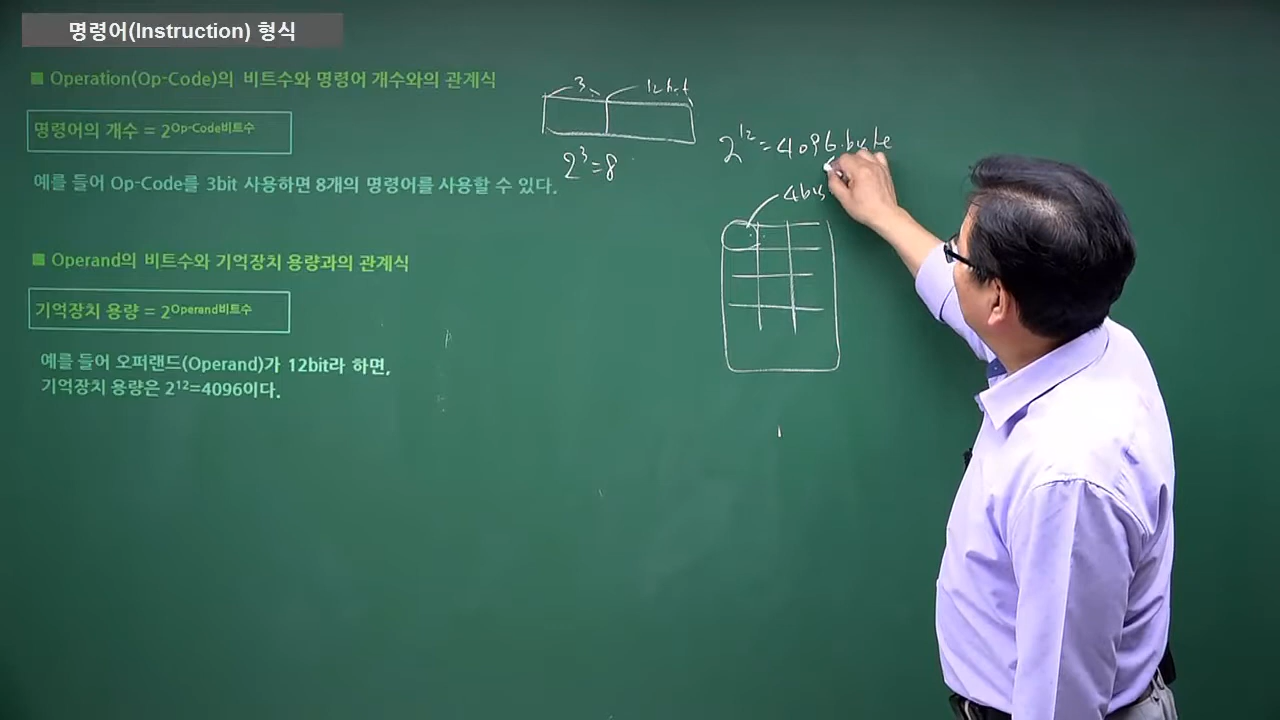 명령어(Instruction) 형식
■ Operation(Op-Code)의 비트수와 명령어 개수와의 관계식
명령어의 개수 = 2^Op-Code비트수
예를 들어 Op-Code를 3bit 사용하면 8개의 명령어를 사용할 수 있다.
■ Operand의 비트수와 기억장치 용량과의 관계식
기억장치 용량 = 2^Operand비트수
예를 들어 오퍼랜드(Operand)가 12bit라 하면,
기억장치 용량은 2¹²=4096이다.
3 12bit
2³=8
2¹²=4096byte
4by